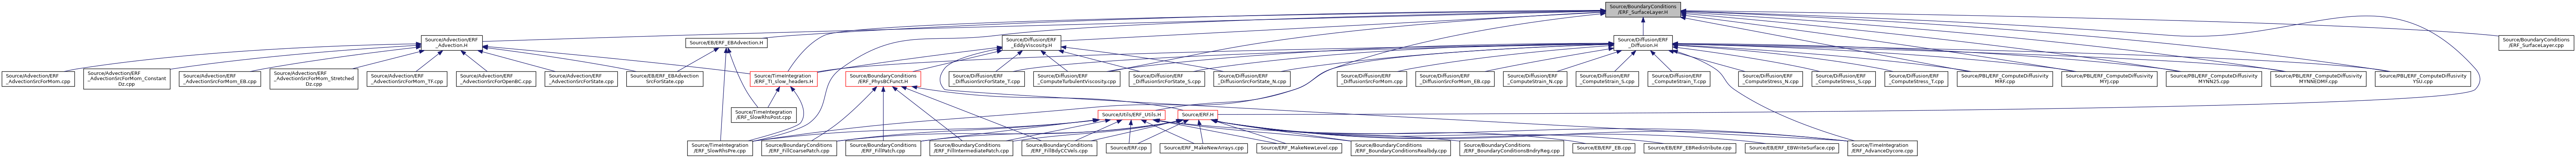 Source/BoundaryConditions
/ERF_SurfaceLayer.H
Source/Advection/ERF
_Advection.H
Source/EB/ERF_EBAdvection.H
Source/Diffusion/ERF
_EddyViscosity.H
Source/Diffusion/ERF
_Diffusion.H
Source/BoundaryConditions
/ERF_SurfaceLayer.cpp
Source/Advection/ERF
_AdvectionSrcForMom.cpp
Source/Advection/ERF
_AdvectionSrcForMom_Constant
Dz.cpp
Source/Advection/ERF
_AdvectionSrcForMom_EB.cpp
Source/Advection/ERF
_AdvectionSrcForMom_Stretched
Dz.cpp
Source/Advection/ERF
_AdvectionSrcForMom_TF.cpp
Source/Advection/ERF
_AdvectionSrcForOpenBC.cpp
Source/Advection/ERF
_AdvectionSrcForState.cpp
Source/EB/ERF_EBAdvection
SrcForState.cpp
Source/TimeIntegration
/ERF_TI_slow_headers.H
Source/BoundaryConditions
/ERF_PhysBCFunct.H
Source/Diffusion/ERF
_DiffusionSrcForState_T.cpp
Source/Diffusion/ERF
_ComputeTurbulentViscosity.cpp
Source/Diffusion/ERF
_DiffusionSrcForState_S.cpp
Source/Diffusion/ERF
_DiffusionSrcForState_N.cpp
Source/Diffusion/ERF
_DiffusionSrcForMom.cpp
Source/Diffusion/ERF
_DiffusionSrcForMom_EB.cpp
Source/Diffusion/ERF
_ComputeStrain_N.cpp
Source/Diffusion/ERF
_ComputeStrain_S.cpp
Source/Diffusion/ERF
_ComputeStrain_T.cpp
Source/Diffusion/ERF
_ComputeStress_N.cpp
Source/Diffusion/ERF
_ComputeStress_S.cpp
Source/Diffusion/ERF
_ComputeStress_T.cpp
Source/PBL/ERF_ComputeDiffusivity
MRF.cpp
Source/PBL/ERF_ComputeDiffusivity
MYJ.cpp
Source/PBL/ERF_ComputeDiffusivity
MYNN25.cpp
Source/PBL/ERF_ComputeDiffusivity
MYNNEDMF.cpp
Source/PBL/ERF_ComputeDiffusivity
YSU.cpp
Source/TimeIntegration
/ERF_SlowRhsPost.cpp
Source/Utils/ERF_Utils.H
Source/ERF.H
Source/TimeIntegration
/ERF_SlowRhsPre.cpp
Source/BoundaryConditions
/ERF_FillCoarsePatch.cpp
Source/BoundaryConditions
/ERF_FillPatch.cpp
Source/BoundaryConditions
/ERF_FillIntermediatePatch.cpp
Source/BoundaryConditions
/ERF_FillBdyCCVels.cpp
Source/ERF.cpp
Source/ERF_MakeNewArrays.cpp
Source/ERF_MakeNewLevel.cpp
Source/BoundaryConditions
/ERF_BoundaryConditionsRealbdy.cpp
Source/BoundaryConditions
/ERF_BoundaryConditionsBndryReg.cpp
Source/EB/ERF_EB.cpp
Source/EB/ERF_EBRedistribute.cpp
Source/EB/ERF_EBWriteSurface.cpp
Source/TimeIntegration
/ERF_AdvanceDycore.cpp